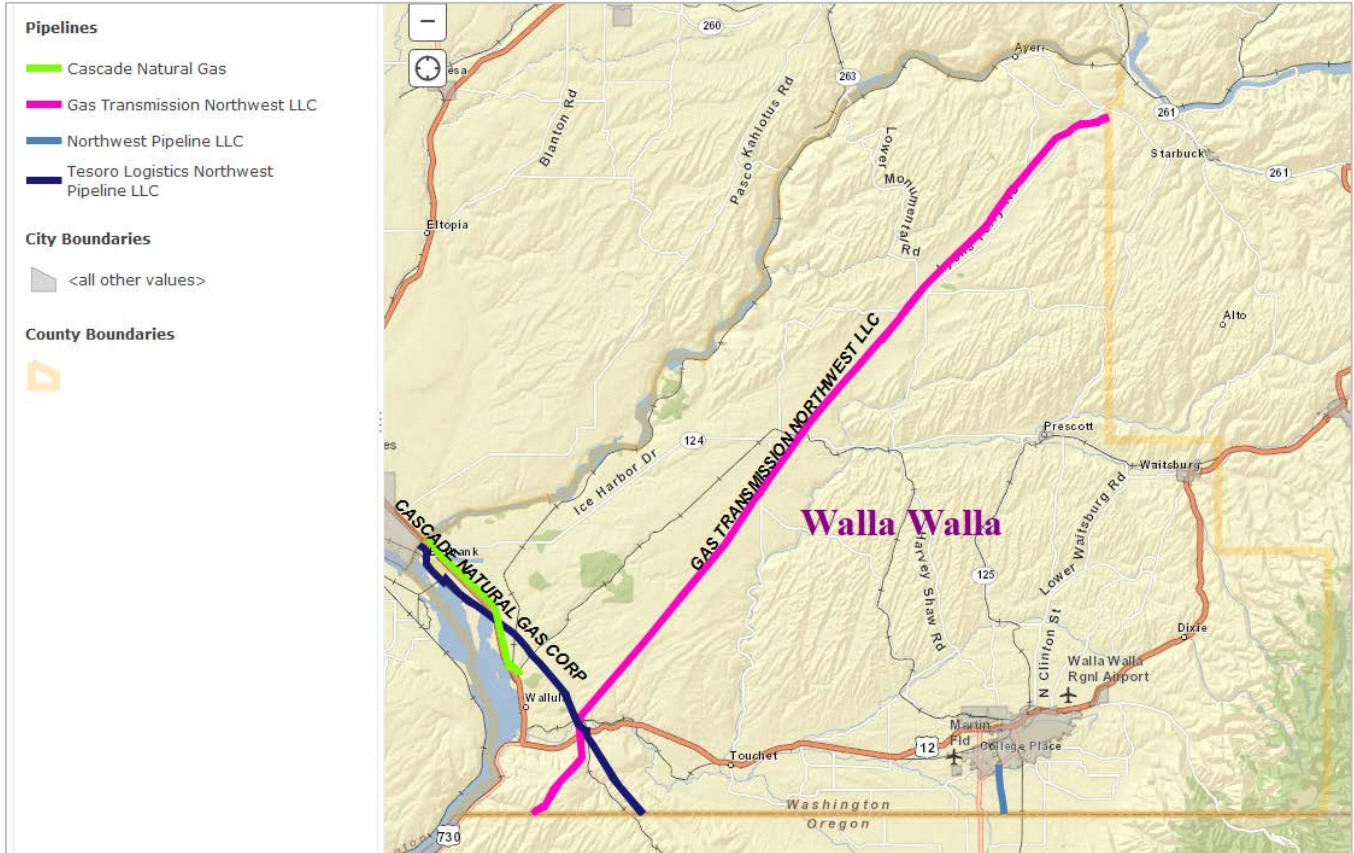 Pipelines
Cascade Natural Gas
Gas Transmission Northwest LLC
Northwest Pipeline LLC
Tesoro Logistics Northwest
Pipeline LLC
City Boundaries
<all other values>
County Boundaries
260
Ayer
esa
263
261
Blanton Rd
Pasco Kahlotus Rd
Lower Monumental Rd
Starbuck
261
Eltopia
Alto
GAS TRANSMISSION NORTHWEST LLC
Prescott
124
Waitsburg
es
Ice Harbor Dr
Walla Walla
CASCADE NATURAL GAS CORP
Harvey Shaw Rd
125
Lower Waitsburg Rd
N Clinton St
Dixie
Walla Walla
Rgnl Airport
Wallula
Martin
Fld
12
College Place
Touchet
Washington
Oregon
730